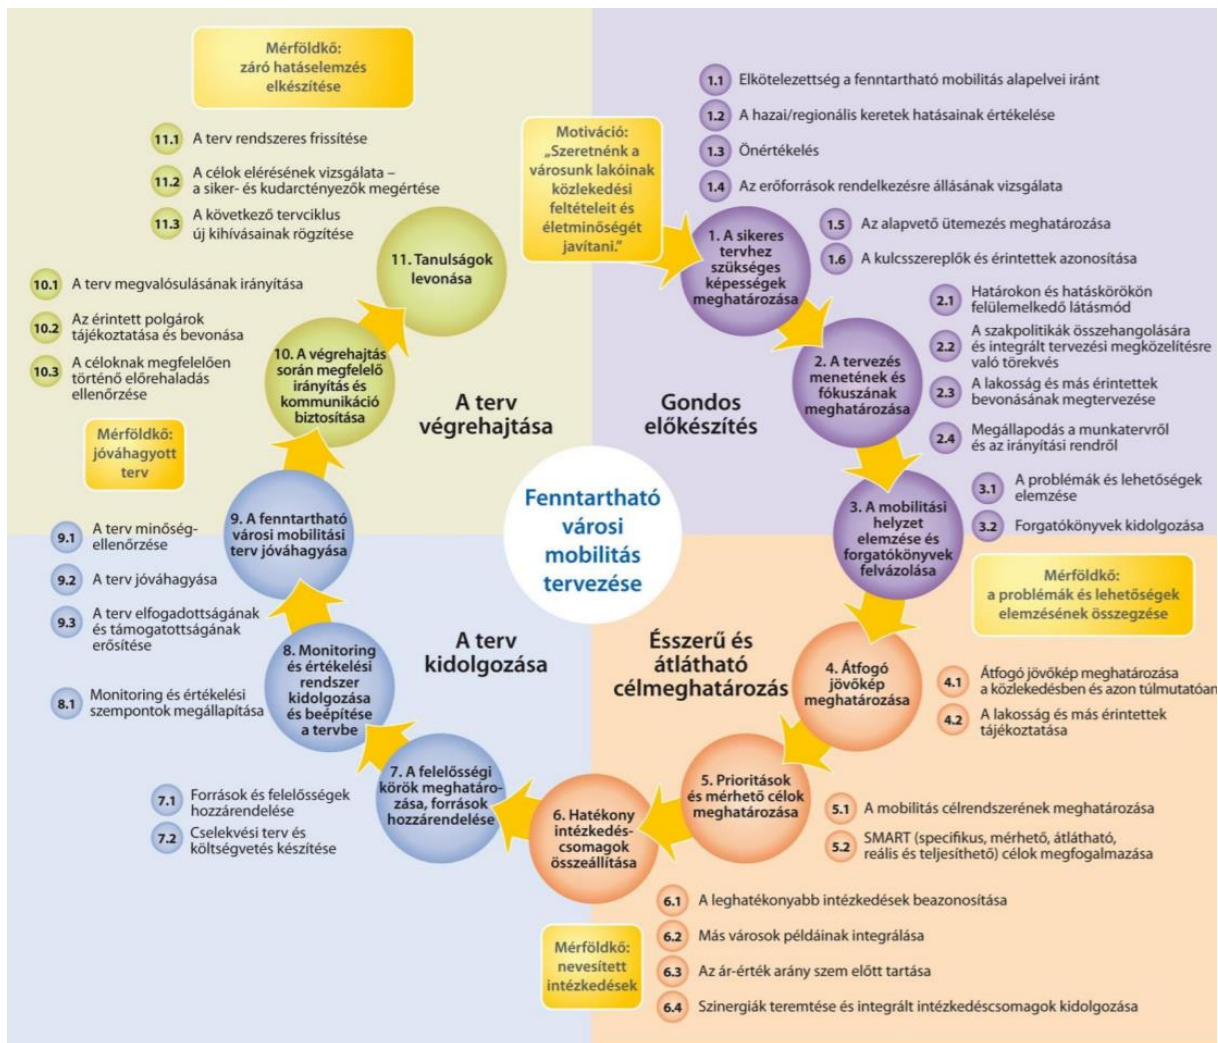 Mérföldkő:
záró hatáselemzés
elkészítése
11.1 A terv rendszeres frissítése
11.2 A célok elérésének vizsgálata –
a siker- és kudarctényezők megértése
11.3 A következő tervciklus
új kihívásainak rögzítése
11. Tanulságok
levonása
10.1 A terv megvalósulásának irányítása
10.2 Az érintett polgárok
tájékoztatása és bevonása
10.3 A céloknak megfelelően
történő előrehaladás
ellenőrzése
10. A végrehajtás
során megfelelő
irányítás és
kommunikáció
biztosítása
A terv
végrehajtása
Mérföldkő:
jóváhagyott
terv
Motiváció:
„Szeretnénk a
városunk lakóinak
közlekedési
feltételeit és
életminőségét
javítani.”
1.1 Elkötelezettség a fenntartható mobilitás alapelvei iránt
1.2 A hazai/regionális keretek hatásainak értékelése
1.3 Önértékelés
1.4 Az erőforrások rendelkezésre állásának vizsgálata
1.5 Az alapvető ütemezés meghatározása
1.6 A kulcsszereplők és érintettek azonosítása
1. A sikeres
tervhez
szükséges
képességek
meghatározása
2.1 Határokon és hatáskörökön
felülemelkedő látásmód
2.2 A szakpolitikák összehangolására
és integrált tervezési megközelítésre
való törekvés
2.3 A lakosság és más érintettek
bevonásának megtervezése
2.4 Megállapodás a munkatervről
és az irányítási rendről
2. A tervezés
menetének és
fókuszának
meghatározása
Gondos
előkészítés
3.1 A problémák és lehetőségek
elemzése
3.2 Forgatókönyvek kidolgozása
3. A mobilitási
helyzet
elemzése és
forgatókönyvek
felvázolása
Fenntartható
városi
mobilitás
tervezése
Mérföldkő:
a problémák és lehetőségek
elemzésének összegzése
Ésszerű és
átlátható
célmeghatározás
4. Átfogó
jövőkép
meghatározása
4.1 Átfogó jövőkép meghatározása
a közlekedésben és azon túlmutatóan
4.2 A lakosság és más érintettek
tájékoztatása
5. Prioritások
és mérhető célok
meghatározása
5.1 A mobilitás célrendszerének meghatározása
5.2 SMART (specifikus, mérhető, átlátható,
reális és teljesíthető) célok megfogalmazása
6. Hatékony
intézkedés-
csomagok
összeállítása
6.1 A leghatékonyabb intézkedések beazonosítása
6.2 Más városok példáinak integrálása
6.3 Az ár-érték arány szem előtt tartása
6.4 Szinergiák teremtése és integrált intézkedéscsomagok kidolgozása
Mérföldkő:
nevesített
intézkedések
A terv
kidolgozása
7. A felelősségi
körök meghatáro-
zása, források
hozzárendelése
7.1 Források és felelősségek
hozzárendelése
7.2 Cselekvési terv és
költségvetés készítése
8. Monitoring
és értékelési
rendszer
kidolgozása
és beépítése
a tervbe
8.1 Monitoring és értékelési
szempontok megállapítása
9. A fenntartható
városi mobilitási
terv jóváhagyása
9.1 A terv minőség-
ellenőrzése
9.2 A terv jóváhagyása
9.3 A terv elfogadottságának
és támogatottságának
erősítése